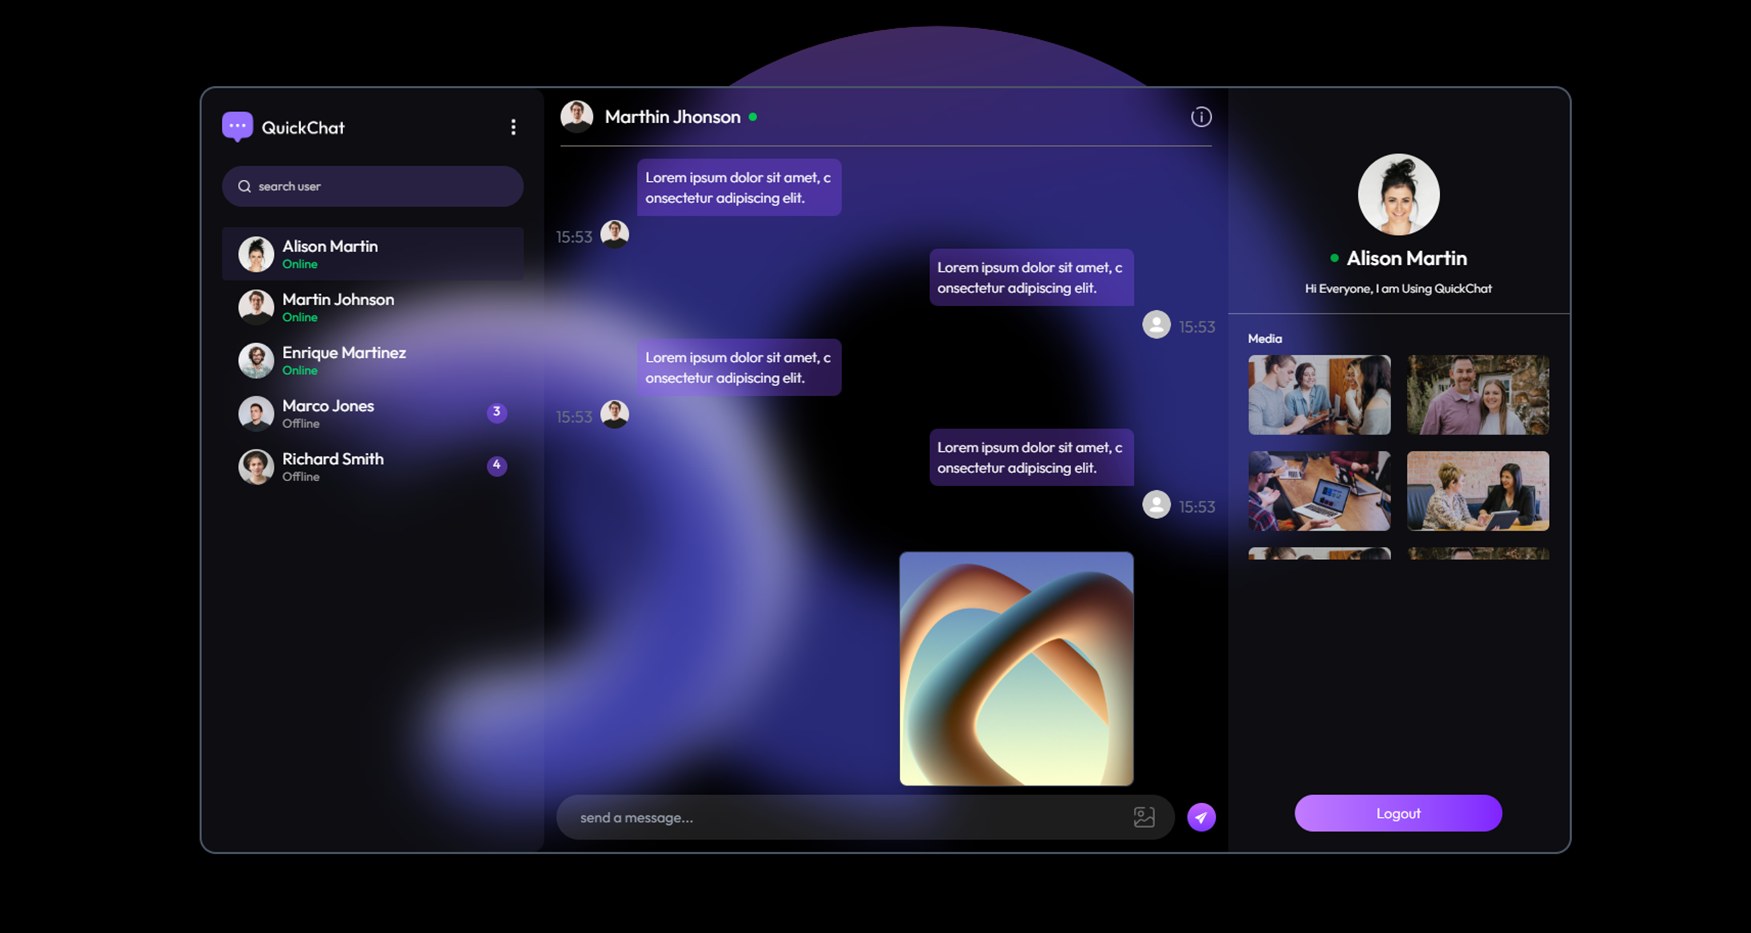 QuickChat
search user
Alison Martin
Online
Martin Johnson
Online
Enrique Martinez
Online
Marco Jones
Offline
3
Richard Smith
Offline
4
Marthin Jhonson
Lorem ipsum dolor sit amet, c
onsectetur adipiscing elit.
15:53
Lorem ipsum dolor sit amet, c
onsectetur adipiscing elit.
15:53
Lorem ipsum dolor sit amet, c
onsectetur adipiscing elit.
15:53
Lorem ipsum dolor sit amet, c
onsectetur adipiscing elit.
15:53
send a message...
Alison Martin
Hi Everyone, I am Using QuickChat
Media
Logout